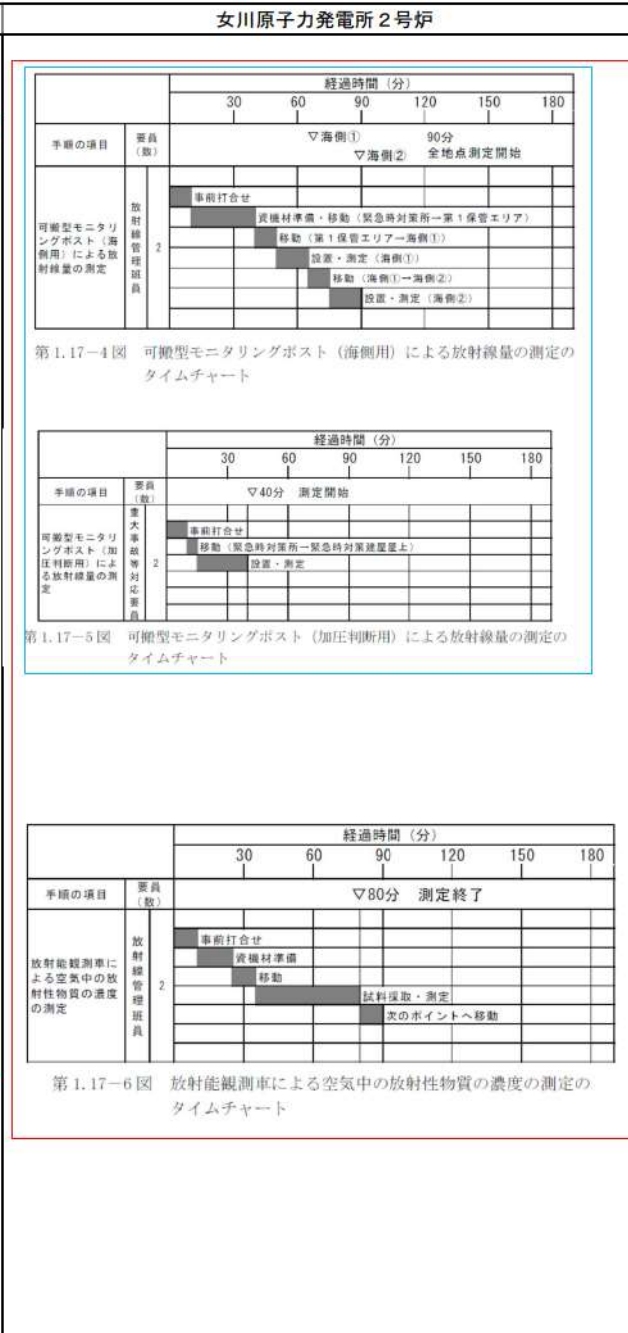 女川原子力発電所2号炉
経過時間（分）
30 60 90 120 150 180
手順の項目 要員（数） ▽海側① 90分
▽海側② 全地点測定開始
可搬型モニタリングポスト（海側用）による放射線量の測定 放射線管理班員 2
事前打合せ
資機材準備・移動（緊急時対策所→第1保管エリア）
移動（第1保管エリア→海側①）
設置・測定（海側①）
移動（海側①→海側②）
設置・測定（海側②）
第1.17－4図 可搬型モニタリングポスト（海側用）による放射線量の測定の
タイムチャート
経過時間（分）
30 60 90 120 150 180
手順の項目 要員（数） ▽40分 測定開始
可搬型モニタリングポスト（加圧判断用）による放射線量の測定 重大事故等対応要員 2
事前打合せ
移動（緊急時対策所→緊急時対策建屋屋上）
設置・測定
第1.17－5図 可搬型モニタリングポスト（加圧判断用）による放射線量の測定の
タイムチャート
経過時間（分）
30 60 90 120 150 180
手順の項目 要員（数） ▽80分 測定終了
放射能観測車による空気中の放射性物質の濃度の測定 放射線管理班員 2
事前打合せ
資機材準備
移動
試料採取・測定
次のポイントへ移動
第1.17－6図 放射能観測車による空気中の放射性物質の濃度の測定の
タイムチャート